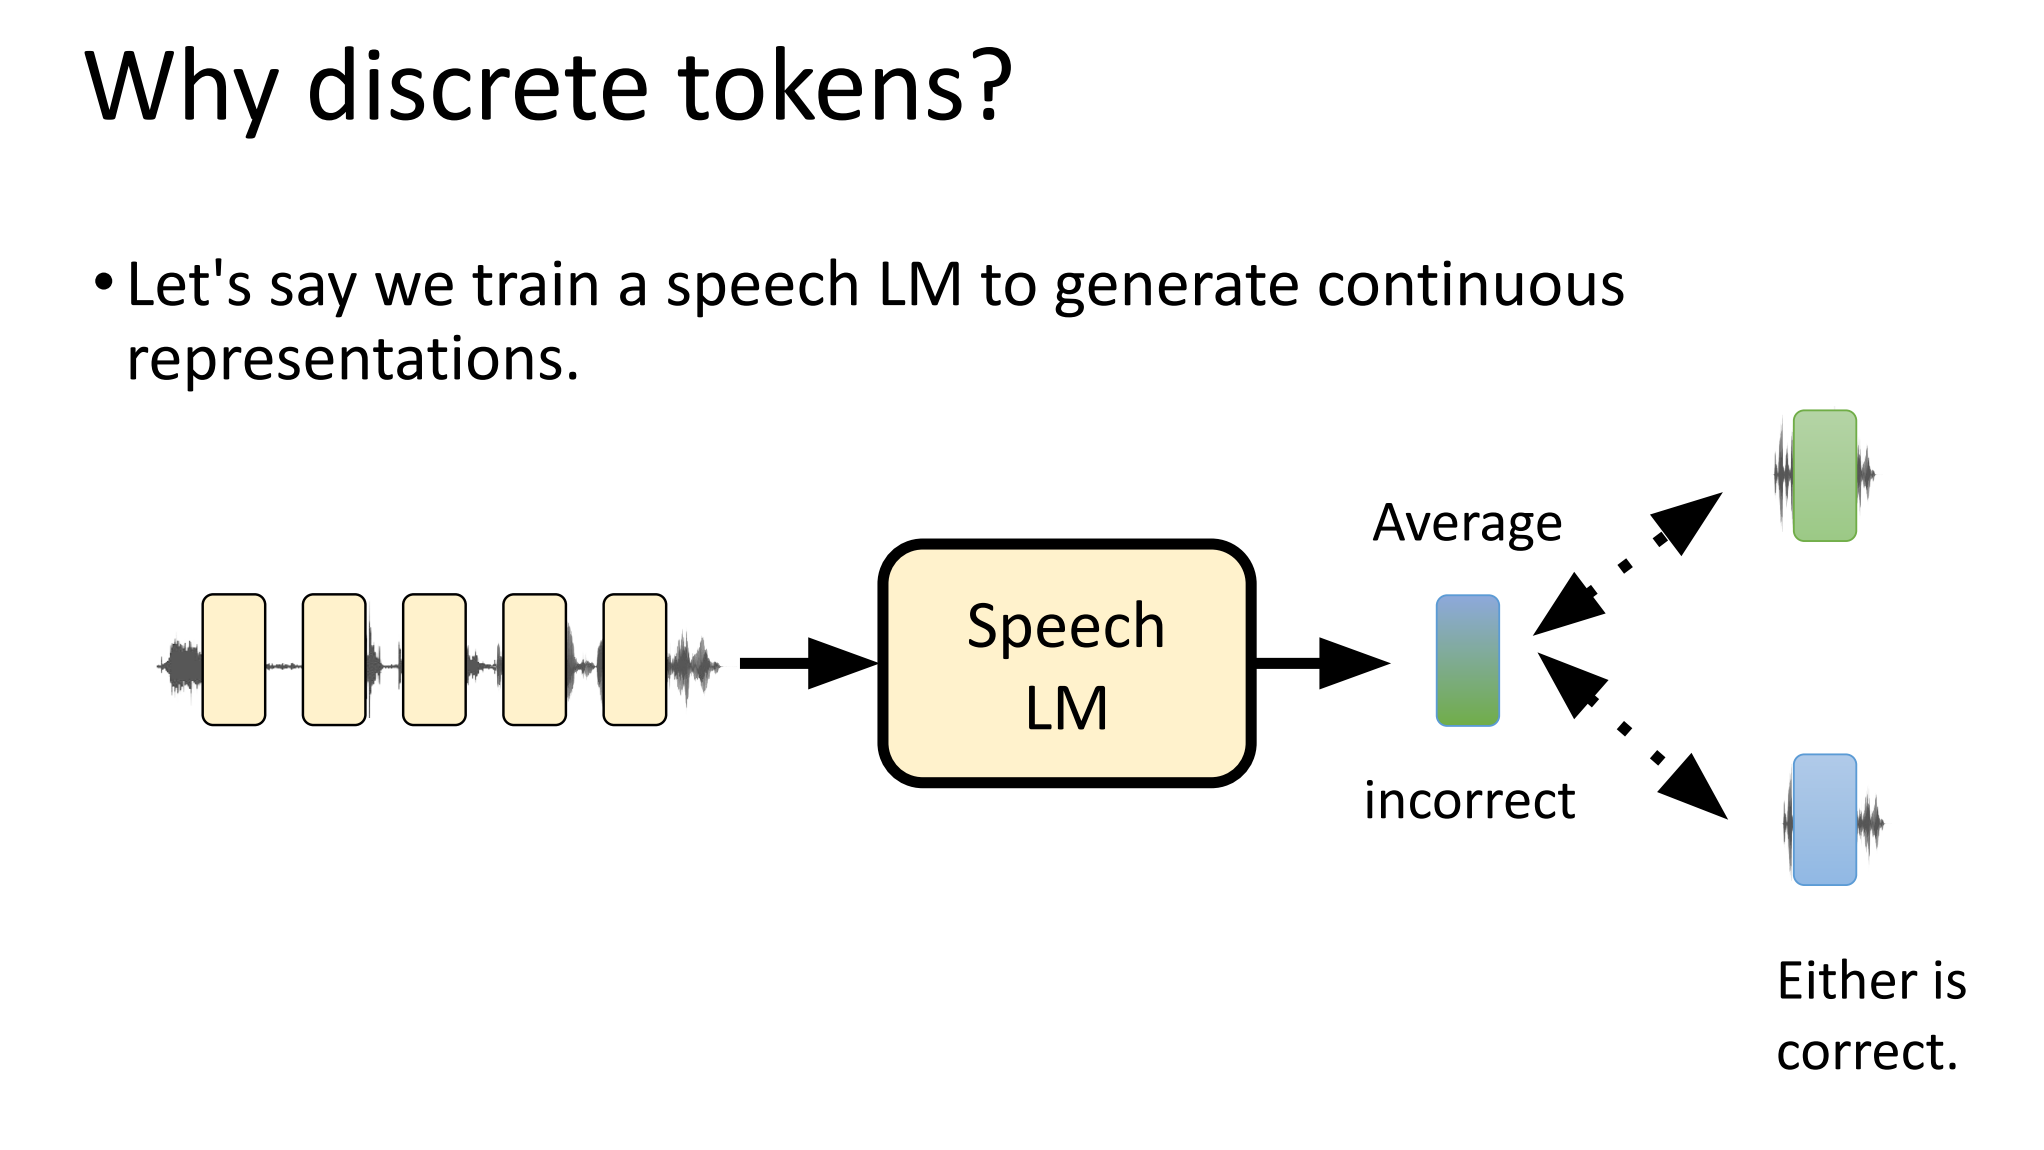 Why discrete tokens?
• Let's say we train a speech LM to generate continuous
representations.
Average
Speech
LM
incorrect
Either is
correct.